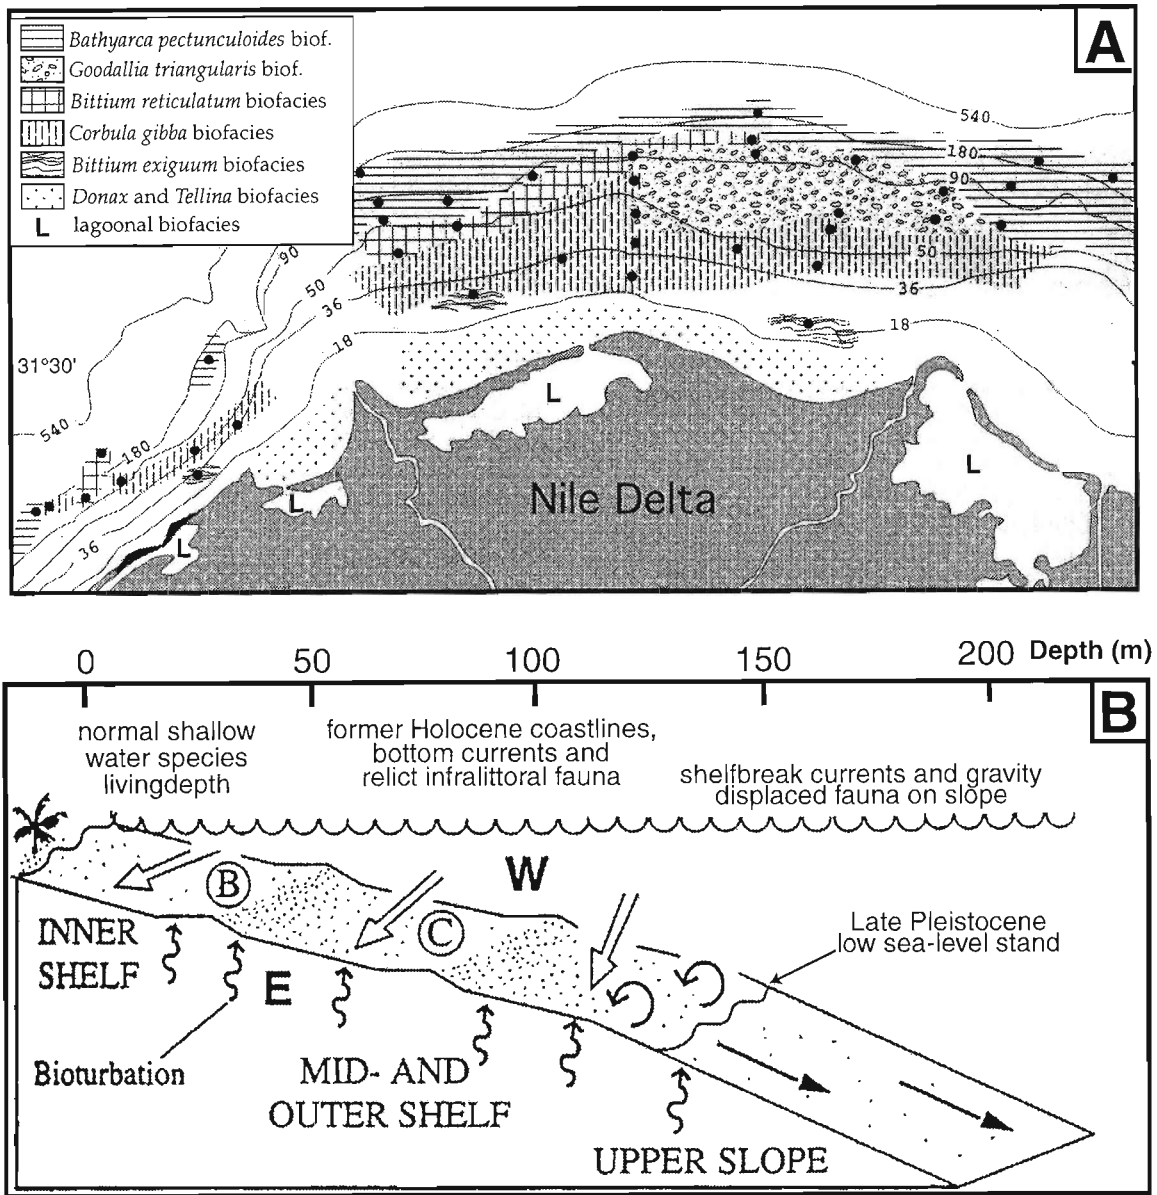 A
Bathyarca pectunculoides biof.
Goodallia triangularis biof.
Bittium reticulatum biofacies
Corbula gibba biofacies
Bittium exiguum biofacies
Donax and Tellina biofacies
L lagoonal biofacies
540
180
90
90
50
50
36
36
18
18
31°30'
540
180
36
L
L
L
L
Nile Delta
0 50 100 150 200 Depth (m)
B
normal shallow
water species
livingdepth
former Holocene coastlines,
bottom currents and
relict infralittoral fauna
shelfbreak currents and gravity
displaced fauna on slope
W
B
C
Late Pleistocene
low sea-level stand
INNER
SHELF
E
Bioturbation
MID- AND
OUTER SHELF
UPPER SLOPE